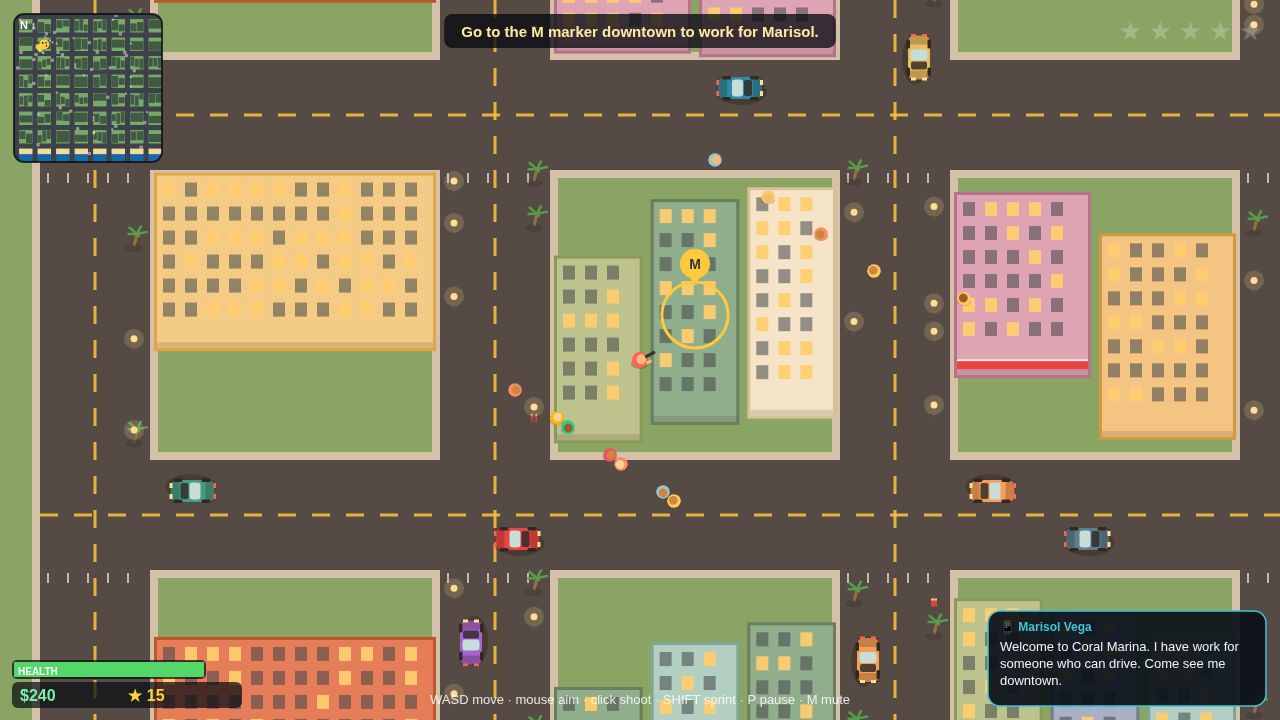 N
Go to the M marker downtown to work for Marisol.
M
Marisol Vega
Welcome to Coral Marina. I have work for
someone who can drive. Come see me
downtown.
HEALTH
$240
★ 15
WASD move · mouse aim · click shoot · SHIFT sprint · P pause · M mute